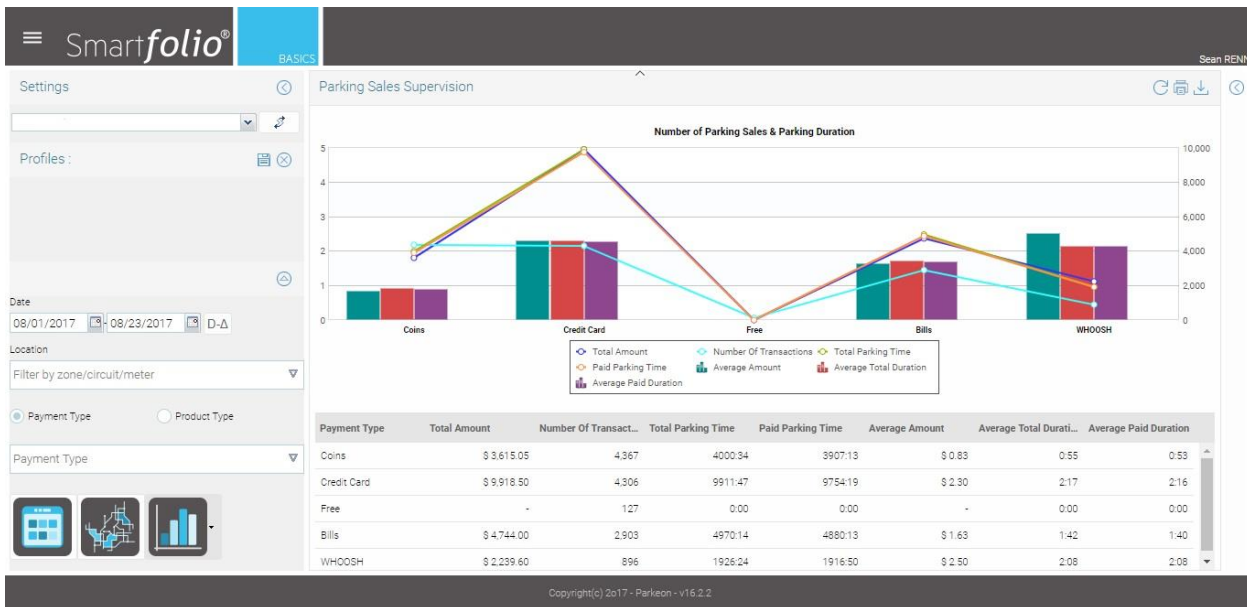 Smartfolio®
BASICS
Sean RENN
Settings
Parking Sales Supervision
Profiles :
Date
08/01/2017 - 08/23/2017 D-Δ
Location
Filter by zone/circuit/meter
Payment Type Product Type
Payment Type
Number of Parking Sales & Parking Duration
5 10,000
4 8,000
3 6,000
2 4,000
1 2,000
0 0
Coins Credit Card Free Bills WHOOSH
Total Amount Number Of Transactions Total Parking Time
Paid Parking Time Average Amount Average Total Duration
Average Paid Duration
Payment Type Total Amount Number Of Transact... Total Parking Time Paid Parking Time Average Amount Average Total Durati... Average Paid Duration
Coins $ 3,615.05 4,367 4000:34 3907:13 $ 0.83 0:55 0:53
Credit Card $ 9,918.50 4,306 9911:47 9754:19 $ 2.30 2:17 2:16
Free - 127 0:00 0:00 - 0:00 0:00
Bills $ 4,744.00 2,903 4970:14 4880:13 $ 1.63 1:42 1:40
WHOOSH $ 2,239.60 896 1926:24 1916:50 $ 2.50 2:08 2:08
Copyright(c) 2o17 - Parkeon - v16.2.2